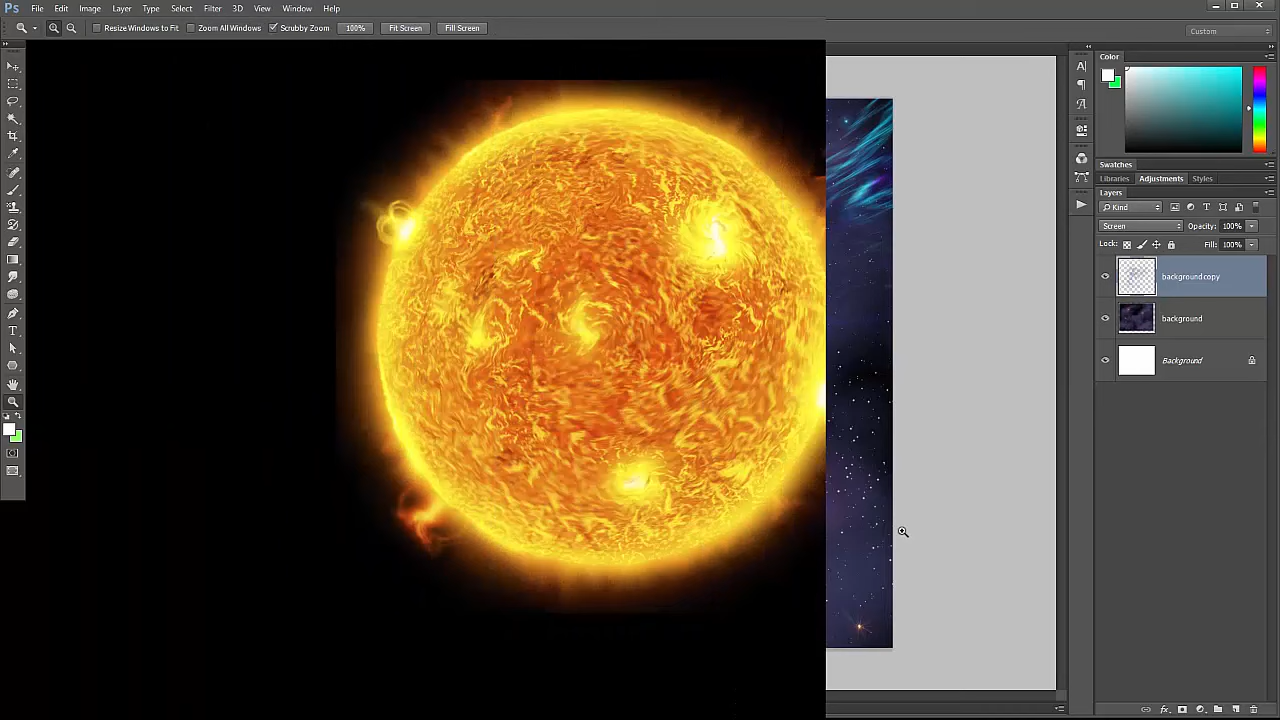 Ps File Edit Image Layer Type Select Filter 3D View Window Help
Resize Windows to Fit Zoom All Windows Scrubby Zoom 100% Fit Screen Fill Screen
Custom
Color
Swatches
Libraries Adjustments Styles
Layers
Kind
Screen Opacity: 100%
Lock: Fill: 100%
background copy
background
Background